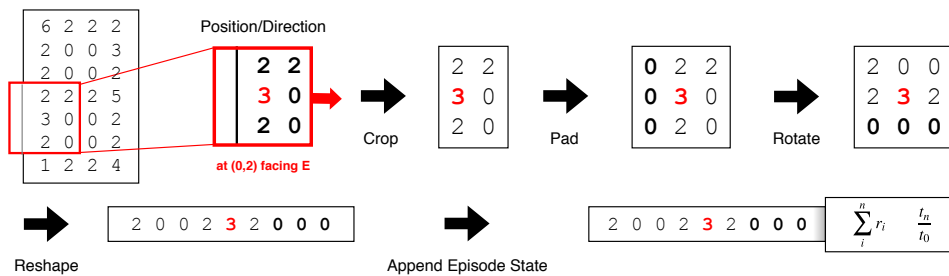 6 2 2 2
2 0 0 3
2 0 0 2
2 2 2 5
3 0 0 2
2 0 0 2
1 2 2 4
Position/Direction
2 2
3 0
2 0
at (0,2) facing E
Crop
2 2
3 0
2 0
Pad
0 2 2
0 3 0
0 2 0
Rotate
2 0 0
2 3 2
0 0 0
Reshape
2 0 0 2 3 2 0 0 0
Append Episode State
2 0 0 2 3 2 0 0 0
∑ᵢⁿ rᵢ tₙ/t₀